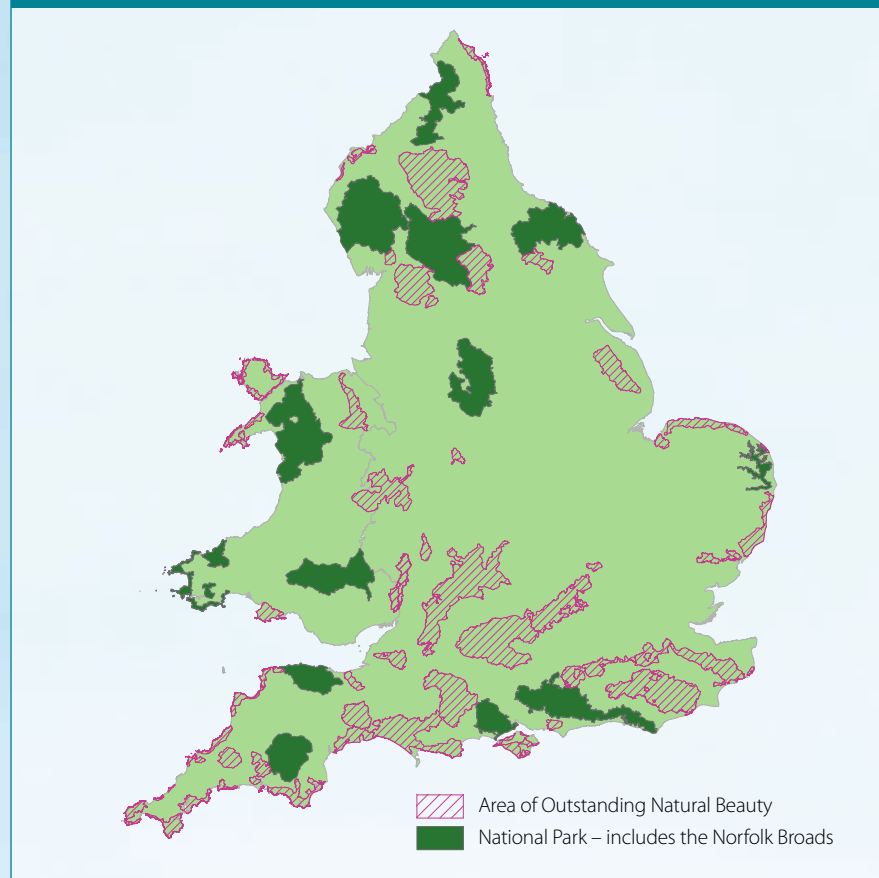 Area of Outstanding Natural Beauty
National Park – includes the Norfolk Broads